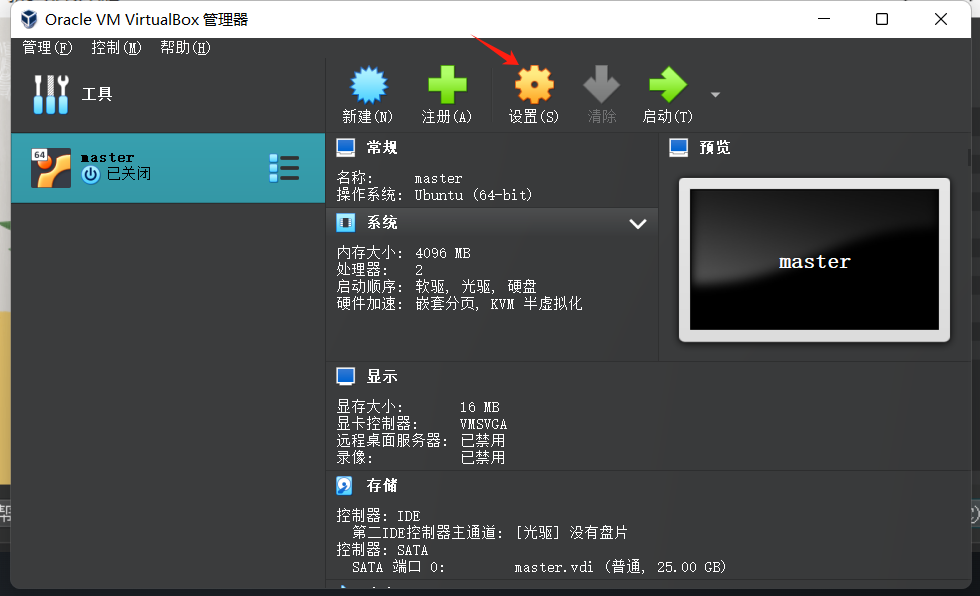 Oracle VM VirtualBox 管理器
管理(F) 控制(M) 帮助(H)
工具
新建(N) 注册(A) 设置(S) 清除 启动(T)
64
master
已关闭
常规
名称: master
操作系统: Ubuntu (64-bit)
系统
内存大小: 4096 MB
处理器: 2
启动顺序: 软驱, 光驱, 硬盘
硬件加速: 嵌套分页, KVM 半虚拟化
预览
master
显示
显存大小: 16 MB
显卡控制器: VMSVGA
远程桌面服务器: 已禁用
录像: 已禁用
存储
控制器: IDE
第二IDE控制器主通道: [光驱] 没有盘片
控制器: SATA
SATA 端口 0: master.vdi (普通, 25.00 GB)